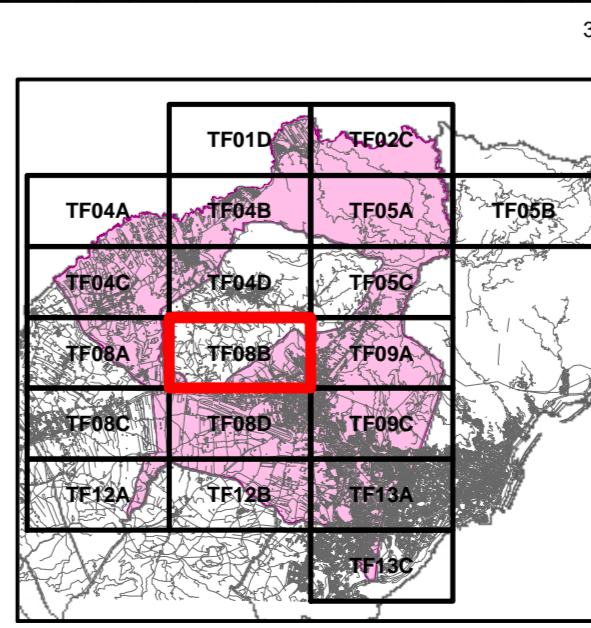 3
TF01D TF02C
TF04A TF04B TF05A TF05B
TF04C TF04D TF05C
TF08A TF08B TF09A
TF08C TF08D TF09C
TF12A TF12B TF13A
TF13C